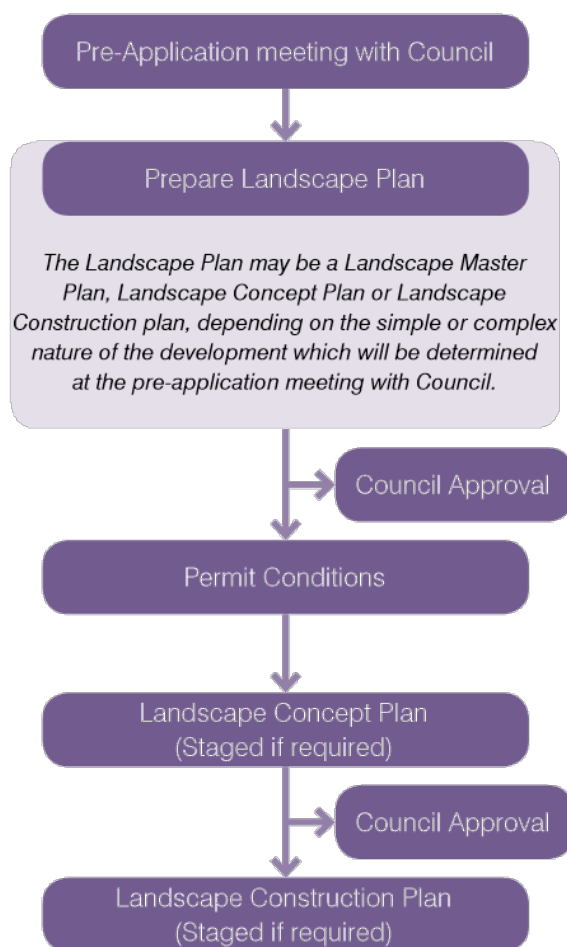 Pre-Application meeting with Council
Prepare Landscape Plan
The Landscape Plan may be a Landscape Master
Plan, Landscape Concept Plan or Landscape
Construction plan, depending on the simple or complex
nature of the development which will be determined
at the pre-application meeting with Council.
Council Approval
Permit Conditions
Landscape Concept Plan
(Staged if required)
Council Approval
Landscape Construction Plan
(Staged if required)